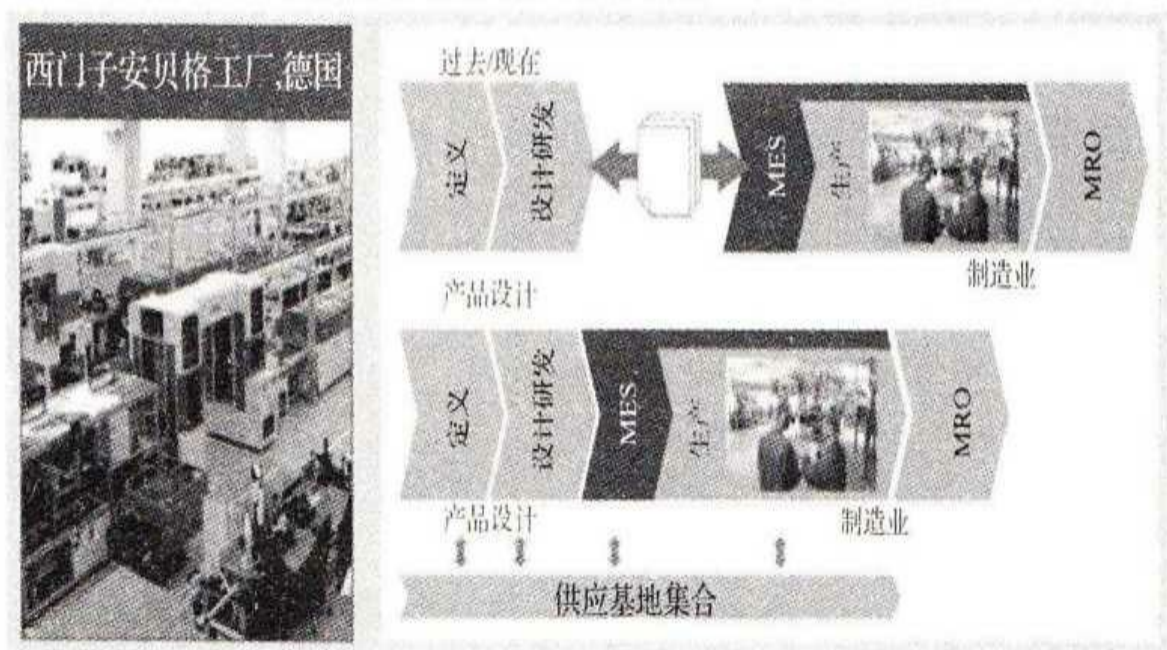 西门子安贝格工厂,德国
过去/现在
定义
设计研发
MES
生产
MRO
制造业
产品设计
定义
设计研发
MES
生产
MRO
产品设计
制造业
供应基地集合